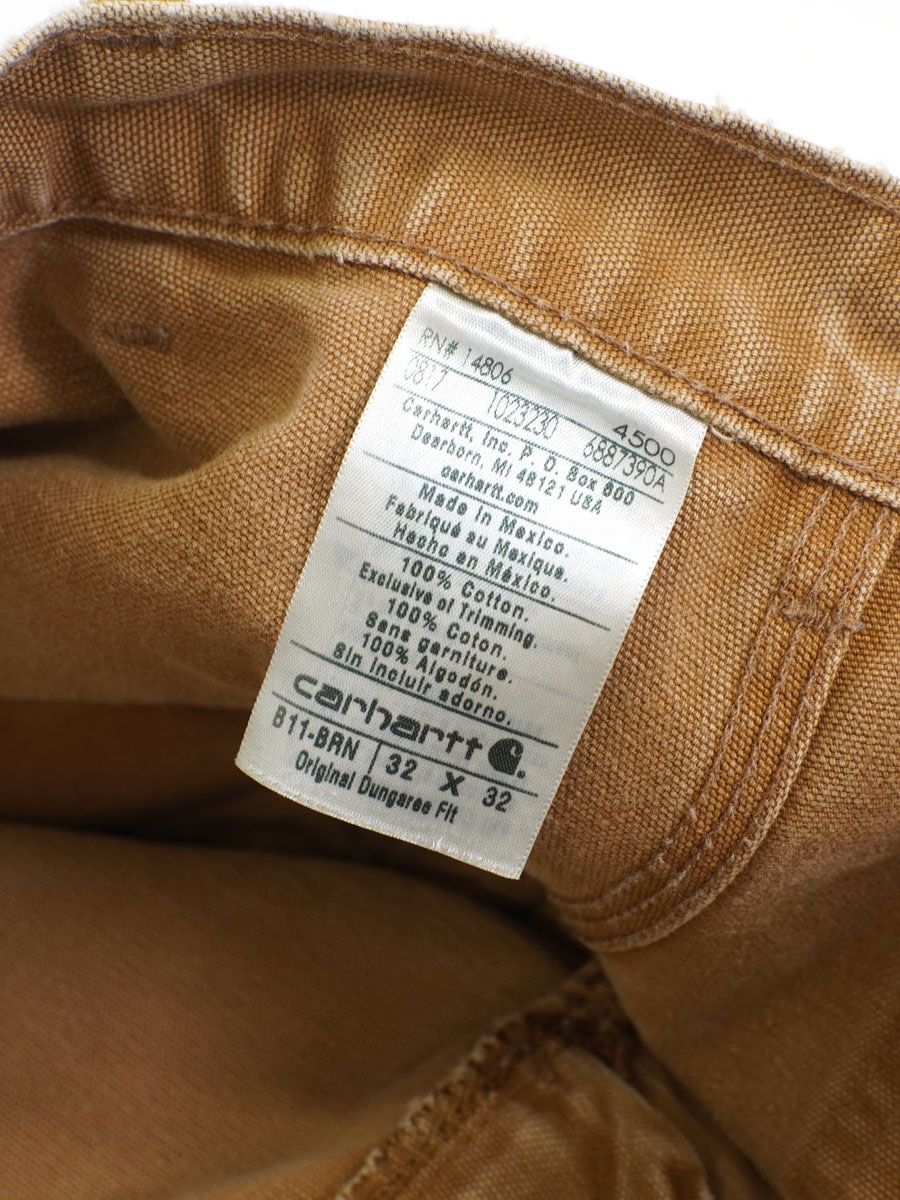 RN# 14806 4500
0817 1023230 6887390A
Carhartt, Inc. P. O. Box 600
Dearborn, MI 48121 USA
carhartt.com
Made in Mexico.
Fabriqué au Mexique.
Hecho en México.
100% Cotton.
Exclusive of Trimming.
100% Coton.
Sans garniture.
100% Algodón.
Sin incluir adorno.
carhartt
B11-BRN 32 X 32
Original Dungaree Fit